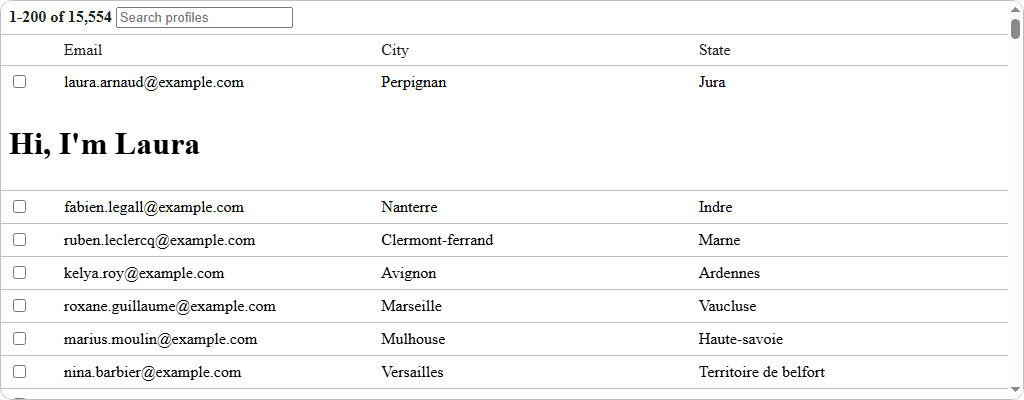 1-200 of 15,554 Search profiles
Email City State
laura.arnaud@example.com Perpignan Jura
Hi, I'm Laura
fabien.legall@example.com Nanterre Indre
ruben.leclercq@example.com Clermont-ferrand Marne
kelya.roy@example.com Avignon Ardennes
roxane.guillaume@example.com Marseille Vaucluse
marius.moulin@example.com Mulhouse Haute-savoie
nina.barbier@example.com Versailles Territoire de belfort